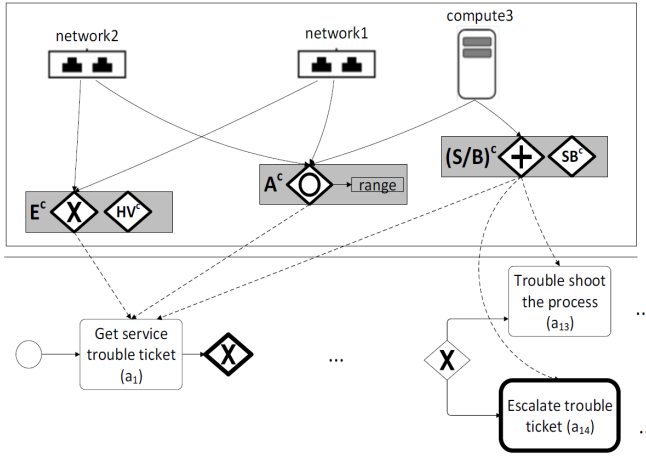 compute3
network2
network1
(S/B)ᶜ
+
SBᶜ
Aᶜ
O
range
Eᶜ
X
HVᶜ
Trouble shoot
the process
(a₁₃)
...
Get service
trouble ticket
(a₁)
X
...
X
Escalate trouble
ticket (a₁₄)
...